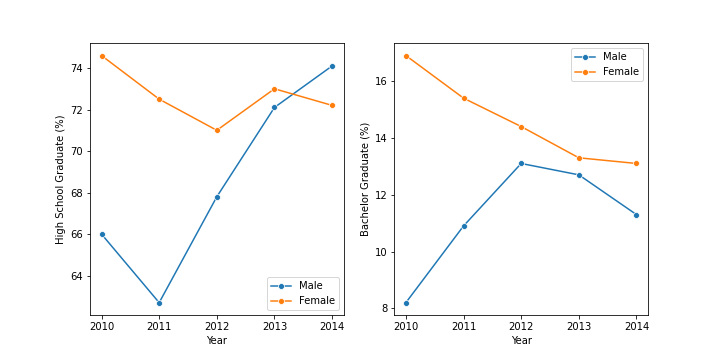 High School Graduate (%)
74
72
70
68
66
64
2010 2011 2012 2013 2014
Year
Male
Female
Bachelor Graduate (%)
16
14
12
10
8
2010 2011 2012 2013 2014
Year
Male
Female